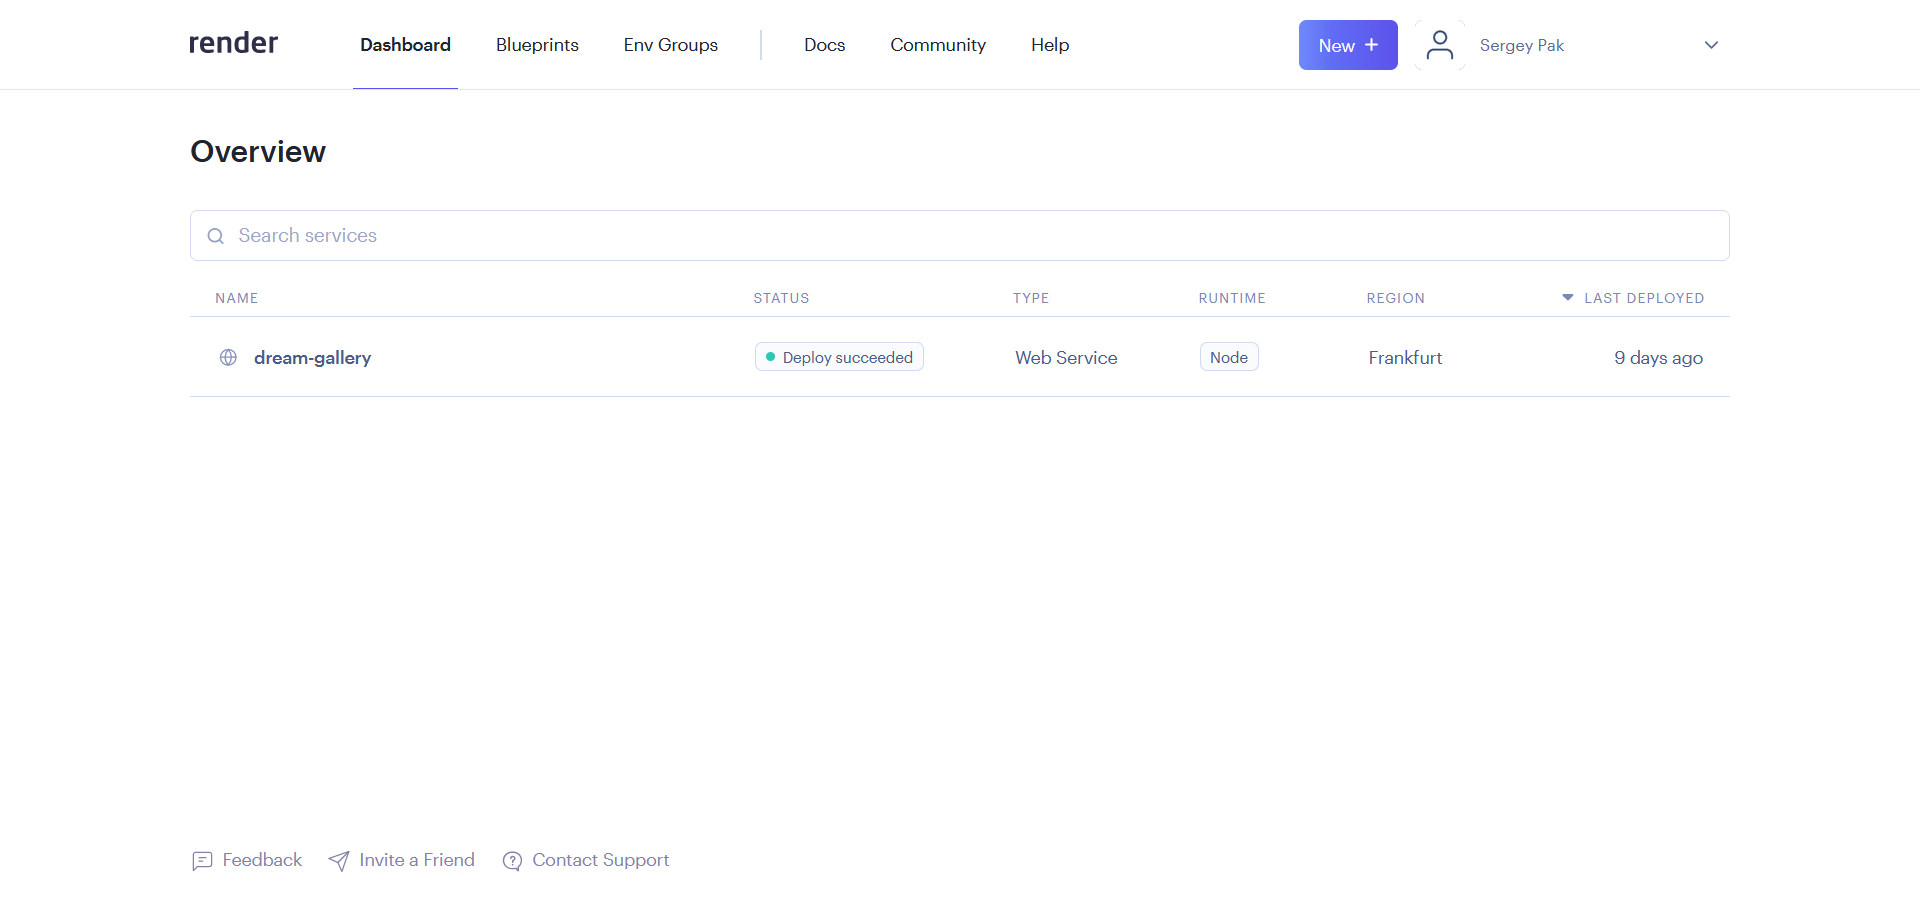 render Dashboard Blueprints Env Groups Docs Community Help New + Sergey Pak
Overview
Search services
NAME STATUS TYPE RUNTIME REGION LAST DEPLOYED
dream-gallery Deploy succeeded Web Service Node Frankfurt 9 days ago
Feedback Invite a Friend Contact Support